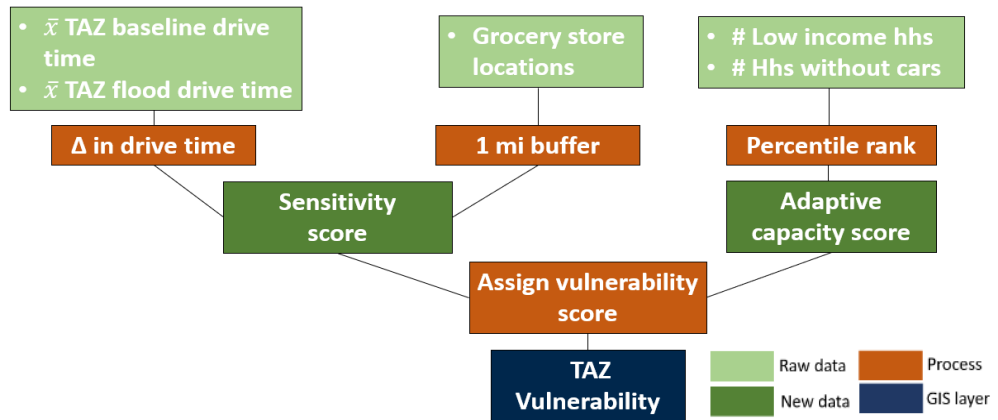 • x̄ TAZ baseline drive
time
• x̄ TAZ flood drive time
• Grocery store
locations
• # Low income hhs
• # Hhs without cars
Δ in drive time
1 mi buffer
Percentile rank
Sensitivity
score
Adaptive
capacity score
Assign vulnerability
score
TAZ
Vulnerability
Raw data
Process
New data
GIS layer